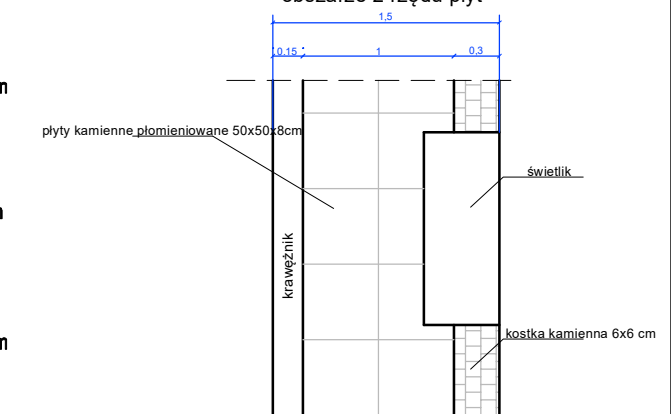 1.5
0.15
1
0,3
m
płyty kamienne płomieniowane 50x50x8cm
świetlik
krawężnik
kostka kamienna 6x6 cm
m